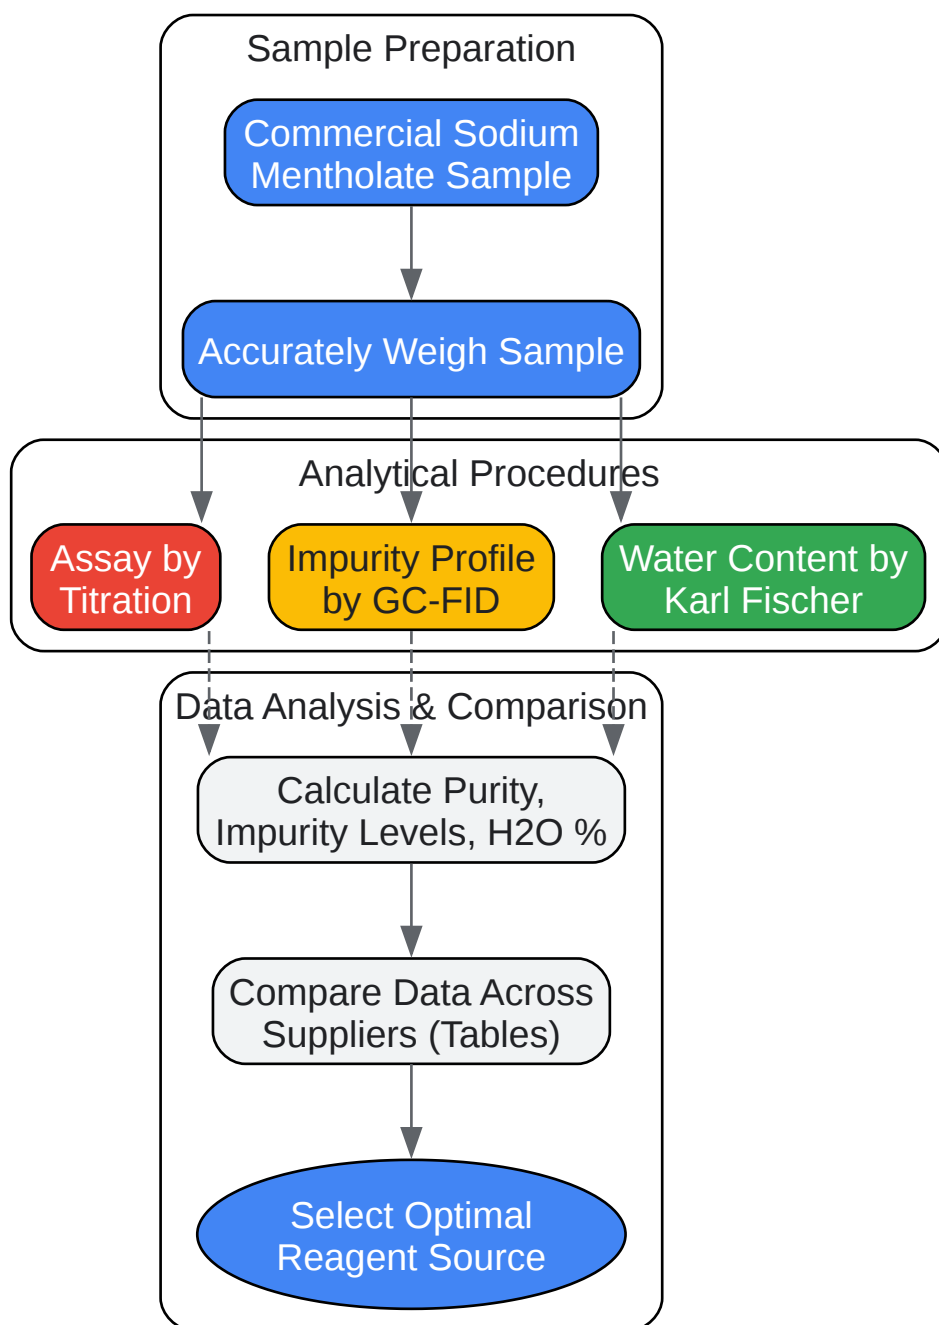 Sample Preparation
Commercial Sodium
Mentholate Sample
Accurately Weigh Sample
Analytical Procedures
Assay by
Titration
Impurity Profile
by GC-FID
Water Content by
Karl Fischer
Data Analysis & Comparison
Calculate Purity,
Impurity Levels, H2O %
Compare Data Across
Suppliers (Tables)
Select Optimal
Reagent Source